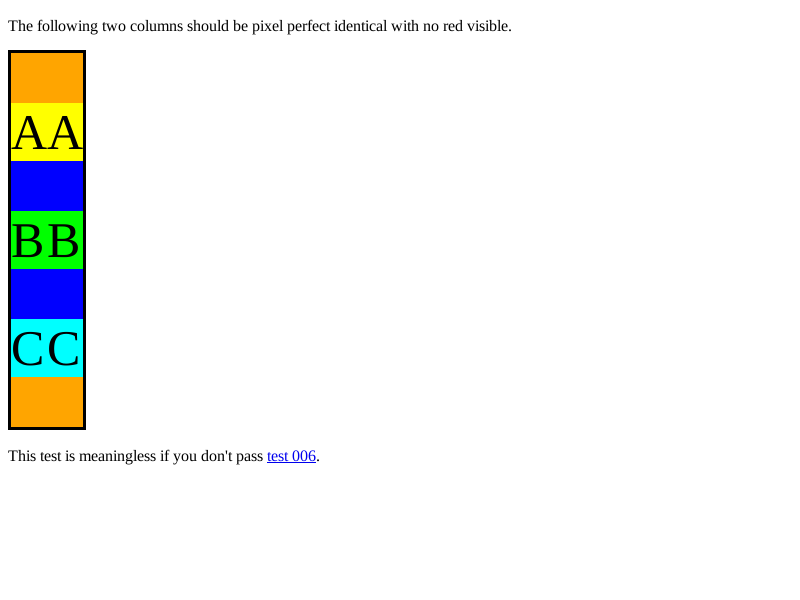 The following two columns should be pixel perfect identical with no red visible.
AA
BB
CC
This test is meaningless if you don't pass test 006.